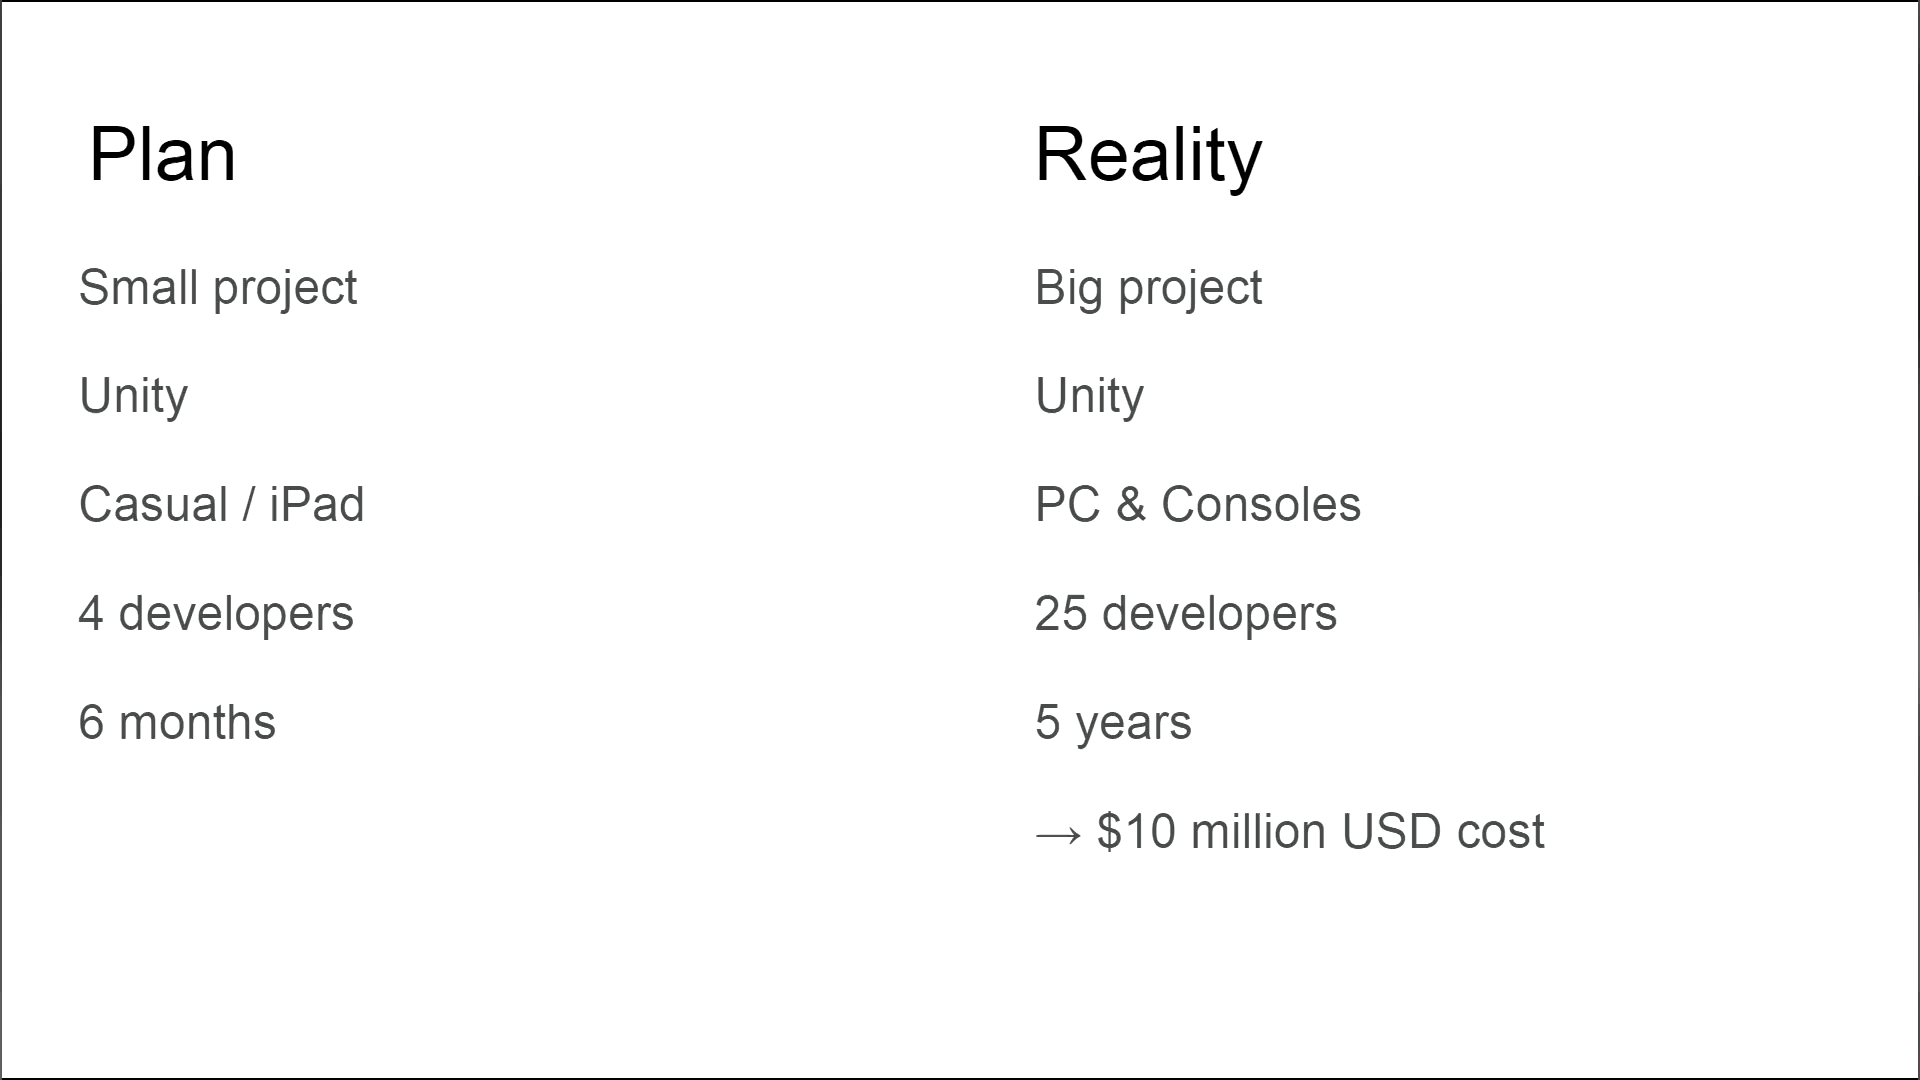 Plan
Small project
Unity
Casual / iPad
4 developers
6 months
Reality
Big project
Unity
PC & Consoles
25 developers
5 years
→ $10 million USD cost